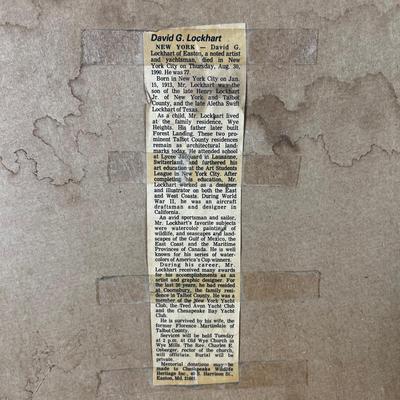 David G. Lockhart
NEW YORK — David G.
Lockhart of Easton, a noted artist
and yachtsman, died in New
York City on Thursday, Aug. 30,
1990. He was 77.
Born in New York City on Jan.
15, 1913, Mr. Lockhart was the
son of the late Henry Lockhart
Jr. of New York and Talbot
County, and the late Aletha Swift
Lockhart of Texas.
As a child, Mr. Lockhart lived
at the family residence, Wye
Heights. His father later built
Forest Landing. These two pro-
minent Talbot County residences
remain as architectural land-
marks today. He attended school
at Lycee Jacquard in Lausanne,
Switzerland, and furthered his
art education at the Art Students
League in New York City. After
completing his education, Mr.
Lockhart worked as a designer
and illustrator on both the East
and West Coasts. During World
War II, he was an aircraft
draftsman and designer in
California.
An avid sportsman and sailor,
Mr. Lockhart's favorite subjects
were watercolor paintings of
wildlife, and seascapes and land-
scapes of the Gulf of Mexico, the
East Coast and the Maritime
Provinces of Canada. He is well
known for his series of water-
colors of America's Cup winners.
During his career, Mr.
Lockhart received many awards
for his accomplishments as an
artist and graphic designer. For
the last 30 years, he had resided
at Coomsbury, the family resi-
dence in Talbot County. He was a
member of the New York Yacht
Club, the Tred Avon Yacht Club
and the Chesapeake Bay Yacht
Club.
He is survived by his wife, the
former Florence Martindale of
Talbot County.
Services will be held Tuesday
at 2 p.m. at Old Wye Church in
Wye Mills. The Rev. Charles E.
Osberger, rector of the church,
will officiate. Burial will be
private.
Memorial donations may be
made to Chesapeake Wildlife
Heritage Inc., S. Harrison St.,
Easton, Md. 21601.